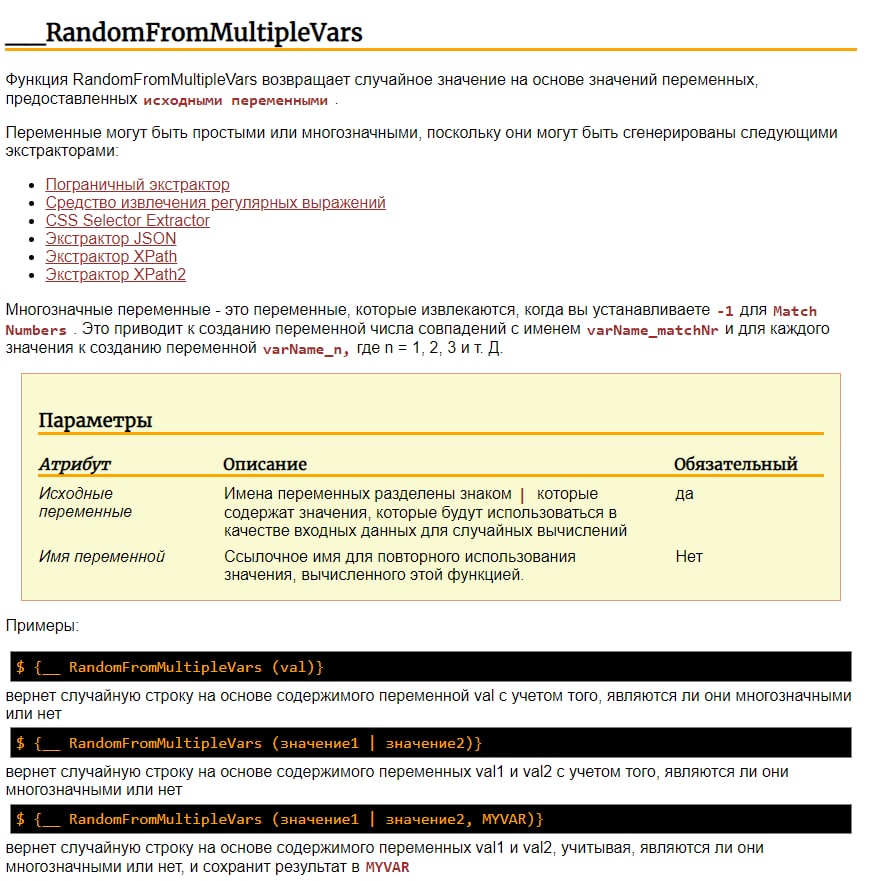 __RandomFromMultipleVars
Функция RandomFromMultipleVars возвращает случайное значение на основе значений переменных,
предоставленных исходными переменными .
Переменные могут быть простыми или многозначными, поскольку они могут быть сгенерированы следующими
экстракторами:
Пограничный экстрактор
Средство извлечения регулярных выражений
CSS Selector Extractor
Экстрактор JSON
Экстрактор XPath
Экстрактор XPath2
Многозначные переменные - это переменные, которые извлекаются, когда вы устанавливаете -1 для Match
Numbers . Это приводит к созданию переменной числа совпадений с именем varName_matchNr и для каждого
значения к созданию переменной varName_n, где n = 1, 2, 3 и т. Д.
Параметры
Атрибут Описание Обязательный
Исходные Имена переменных разделены знаком | которые да
переменные содержат значения, которые будут использоваться в
качестве входных данных для случайных вычислений
Имя переменной Ссылочное имя для повторного использования Нет
значения, вычисленного этой функцией.
Примеры:
$ {__ RandomFromMultipleVars (val)}
вернет случайную строку на основе содержимого переменной val с учетом того, являются ли они многозначными
или нет
$ {__ RandomFromMultipleVars (значение1 | значение2)}
вернет случайную строку на основе содержимого переменных val1 и val2 с учетом того, являются ли они
многозначными или нет
$ {__ RandomFromMultipleVars (значение1 | значение2, MYVAR)}
вернет случайную строку на основе содержимого переменных val1 и val2, учитывая, являются ли они
многозначными или нет, и сохранит результат в MYVAR